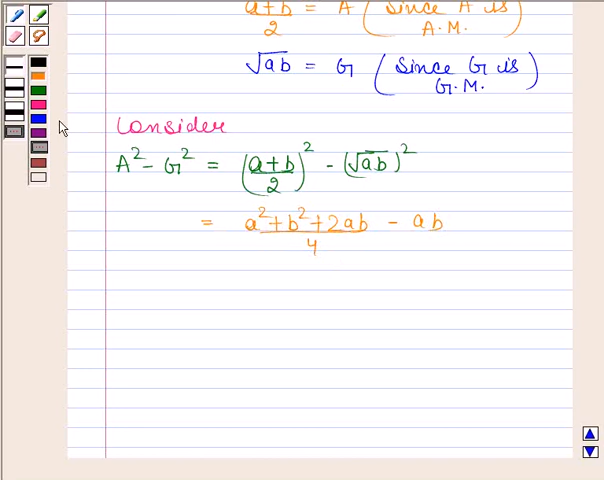 a+b/2 = A (Since A is A.M.)
√ab = G (Since G is G.M.)
Consider
A² - G² = (a+b/2)² - (√ab)²
= a²+b²+2ab/4 - ab